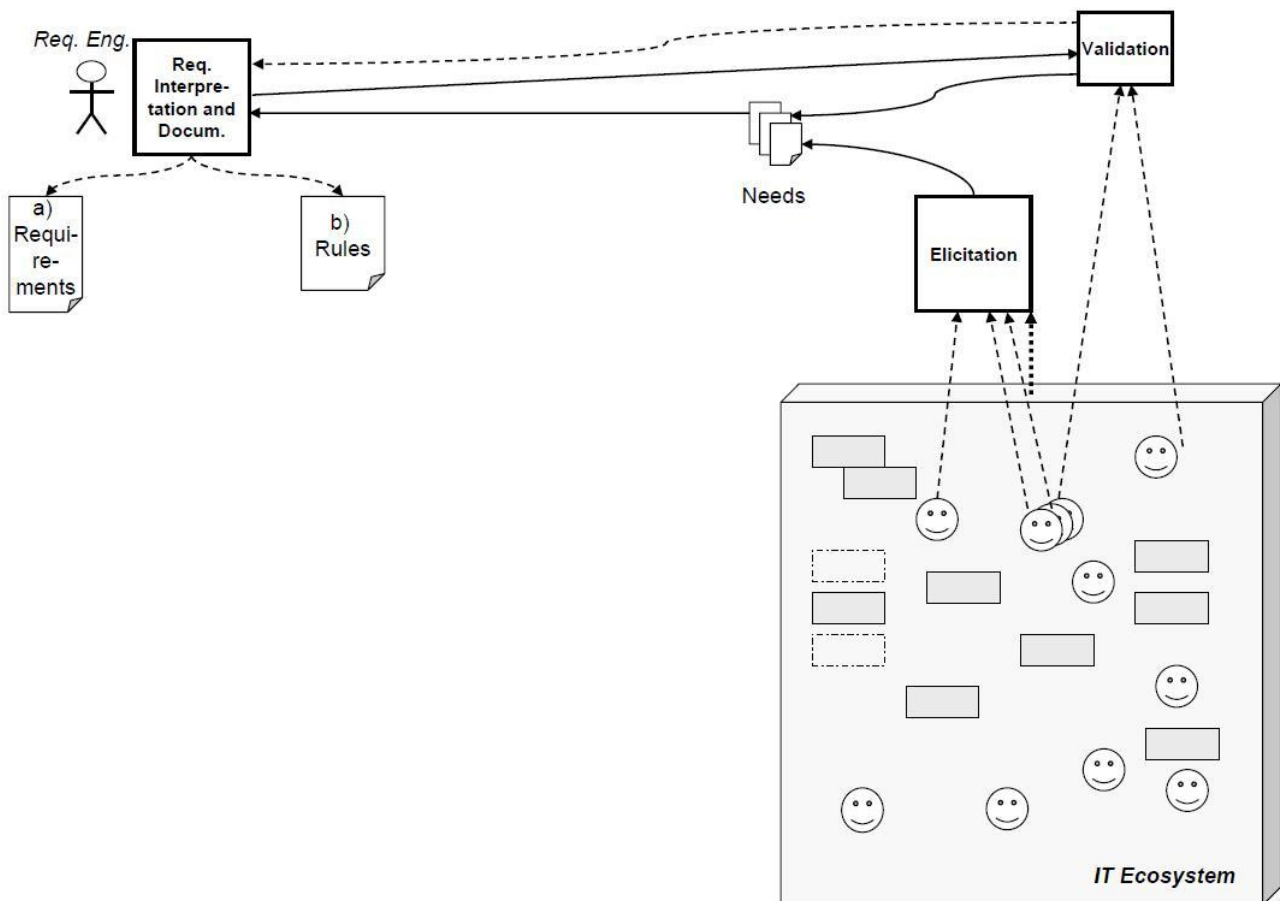 Req. Eng.
Req.
Interpre-
tation and
Docum.
Validation
a)
Requi-
re-
ments
b)
Rules
Needs
Elicitation
IT Ecosystem